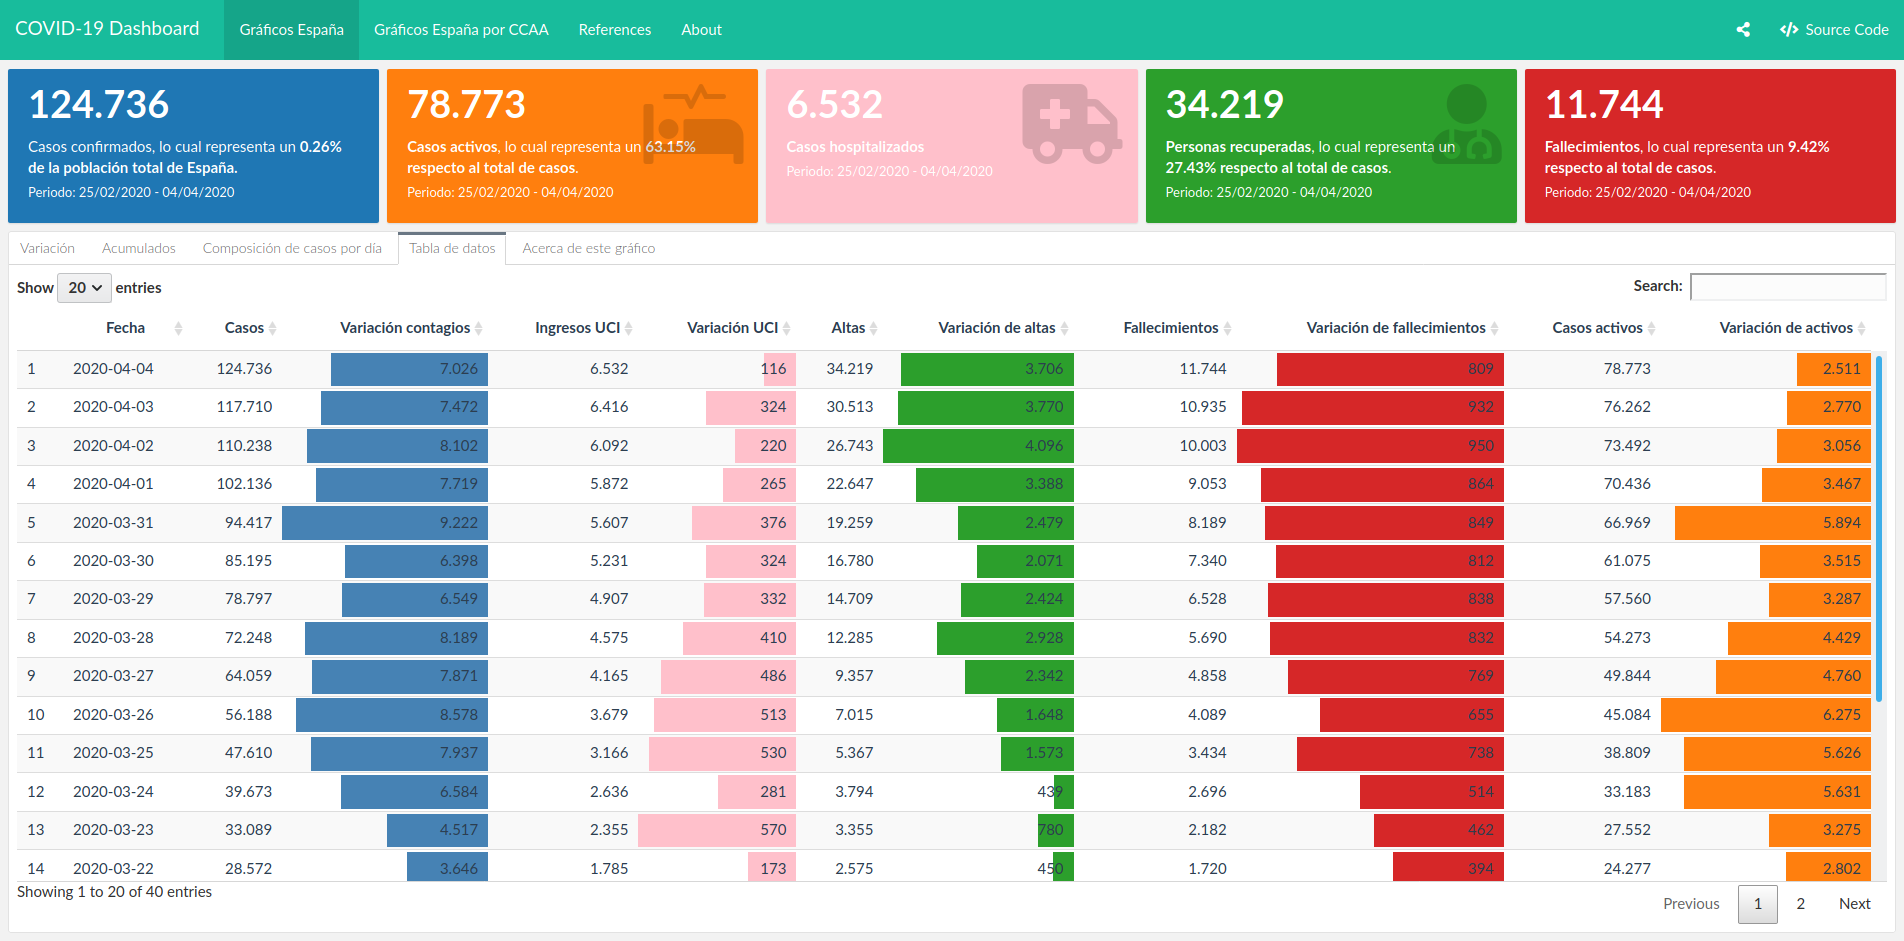 COVID-19 Dashboard Gráficos España Gráficos España por CCAA References About Source Code
124.736
Casos confirmados, lo cual representa un 0.26%
de la población total de España.
Periodo: 25/02/2020 - 04/04/2020
78.773
Casos activos, lo cual representa un 63.15%
respecto al total de casos.
Periodo: 25/02/2020 - 04/04/2020
6.532
Casos hospitalizados
Periodo: 25/02/2020 - 04/04/2020
34.219
Personas recuperadas, lo cual representa un
27.43% respecto al total de casos.
Periodo: 25/02/2020 - 04/04/2020
11.744
Fallecimientos, lo cual representa un 9.42%
respecto al total de casos.
Periodo: 25/02/2020 - 04/04/2020
Variación Acumulados Composición de casos por día Tabla de datos Acerca de este gráfico
Show 20 entries Search:
Fecha Casos Variación contagios Ingresos UCI Variación UCI Altas Variación de altas Fallecimientos Variación de fallecimientos Casos activos Variación de activos
1 2020-04-04 124.736 7.026 6.532 116 34.219 3.706 11.744 809 78.773 2.511
2 2020-04-03 117.710 7.472 6.416 324 30.513 3.770 10.935 932 76.262 2.770
3 2020-04-02 110.238 8.102 6.092 220 26.743 4.096 10.003 950 73.492 3.056
4 2020-04-01 102.136 7.719 5.872 265 22.647 3.388 9.053 864 70.436 3.467
5 2020-03-31 94.417 9.222 5.607 376 19.259 2.479 8.189 849 66.969 5.894
6 2020-03-30 85.195 6.398 5.231 324 16.780 2.071 7.340 812 61.075 3.515
7 2020-03-29 78.797 6.549 4.907 332 14.709 2.424 6.528 838 57.560 3.287
8 2020-03-28 72.248 8.189 4.575 410 12.285 2.928 5.690 832 54.273 4.429
9 2020-03-27 64.059 7.871 4.165 486 9.357 2.342 4.858 769 49.844 4.760
10 2020-03-26 56.188 8.578 3.679 513 7.015 1.648 4.089 655 45.084 6.275
11 2020-03-25 47.610 7.937 3.166 530 5.367 1.573 3.434 738 38.809 5.626
12 2020-03-24 39.673 6.584 2.636 281 3.794 439 2.696 514 33.183 5.631
13 2020-03-23 33.089 4.517 2.355 570 3.355 780 2.182 462 27.552 3.275
14 2020-03-22 28.572 3.646 1.785 173 2.575 450 1.720 394 24.277 2.802
Showing 1 to 20 of 40 entries
Previous 1 2 Next